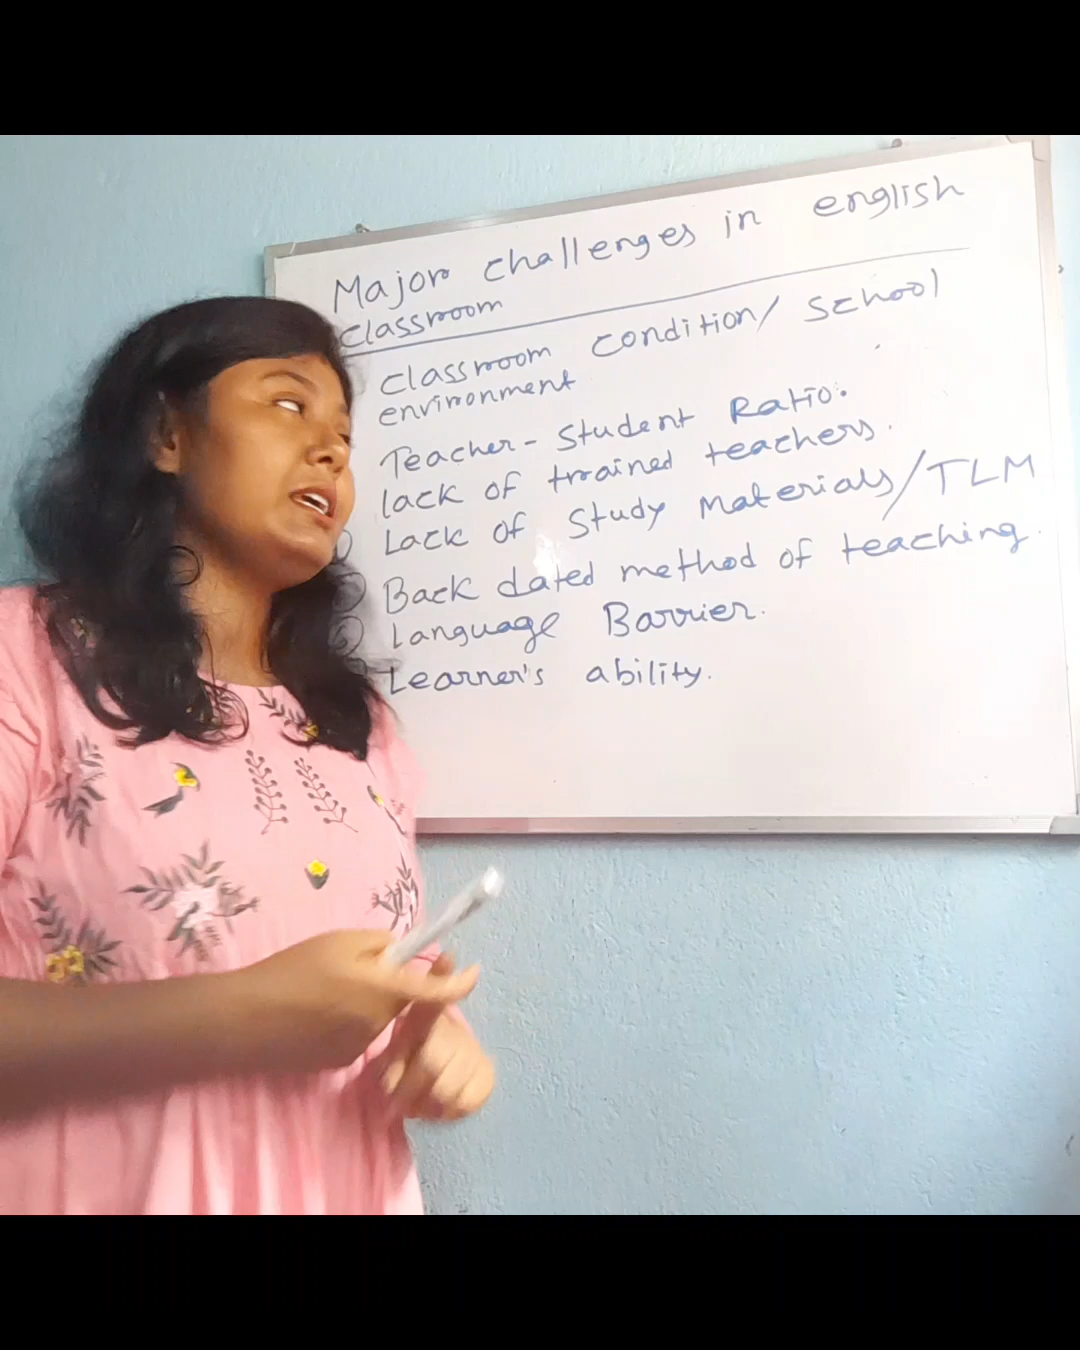 Major challenges in english
classroom
classroom condition/ School
environment
Teacher - Student Ratio.
lack of trained teachers.
Lack of Study Materials/TLM
Back dated method of teaching.
Language Barrier.
Learner's ability.